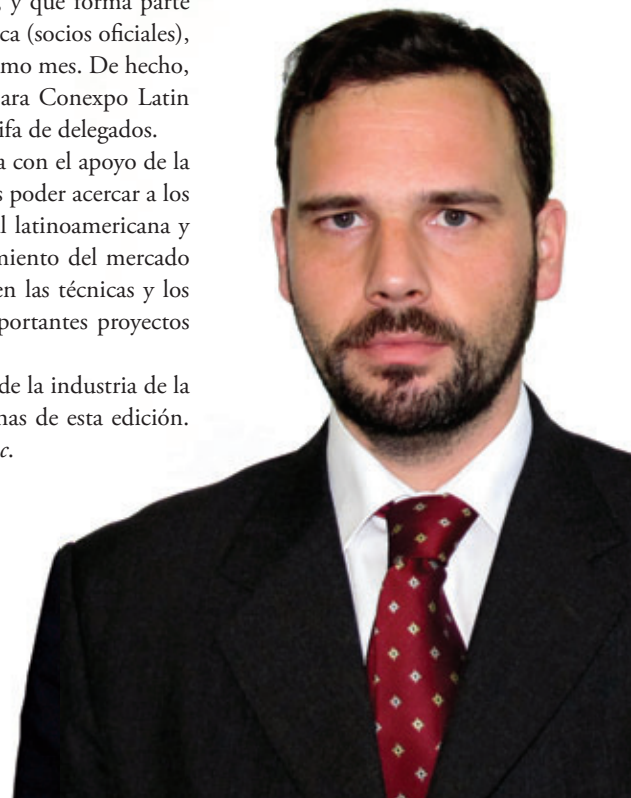 y que forma parte
ca (socios oficiales),
mo mes. De hecho,
ara Conexpo Latin
ifa de delegados.
a con el apoyo de la
s poder acercar a los
l latinoamericana y
miento del mercado
en las técnicas y los
portantes proyectos
de la industria de la
nas de esta edición.
c.